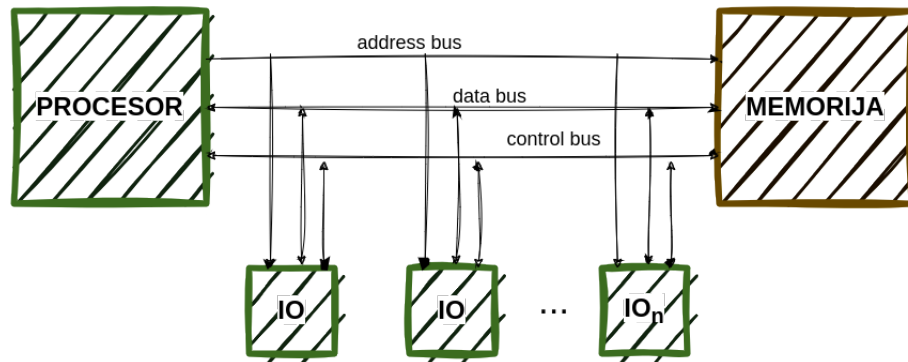 address bus
data bus
PROCESOR
MEMORIJA
control bus
IO
IO
...
IOn